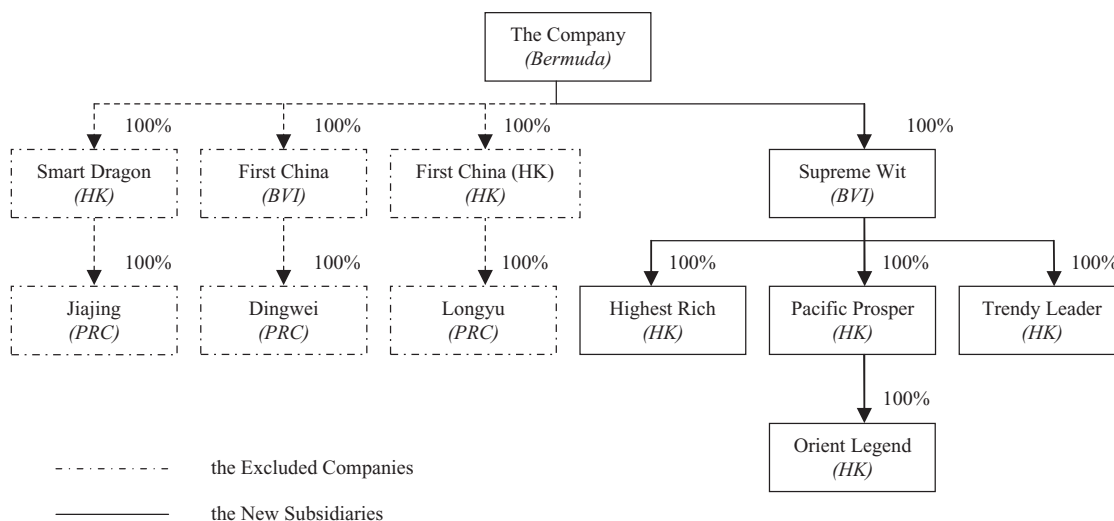 The Company
(Bermuda)
100%
100%
100%
100%
Smart Dragon
(HK)
First China
(BVI)
First China (HK)
(HK)
Supreme Wit
(BVI)
100%
100%
100%
100%
100%
100%
Jiajing
(PRC)
Dingwei
(PRC)
Longyu
(PRC)
Highest Rich
(HK)
Pacific Prosper
(HK)
Trendy Leader
(HK)
100%
Orient Legend
(HK)
the Excluded Companies
the New Subsidiaries